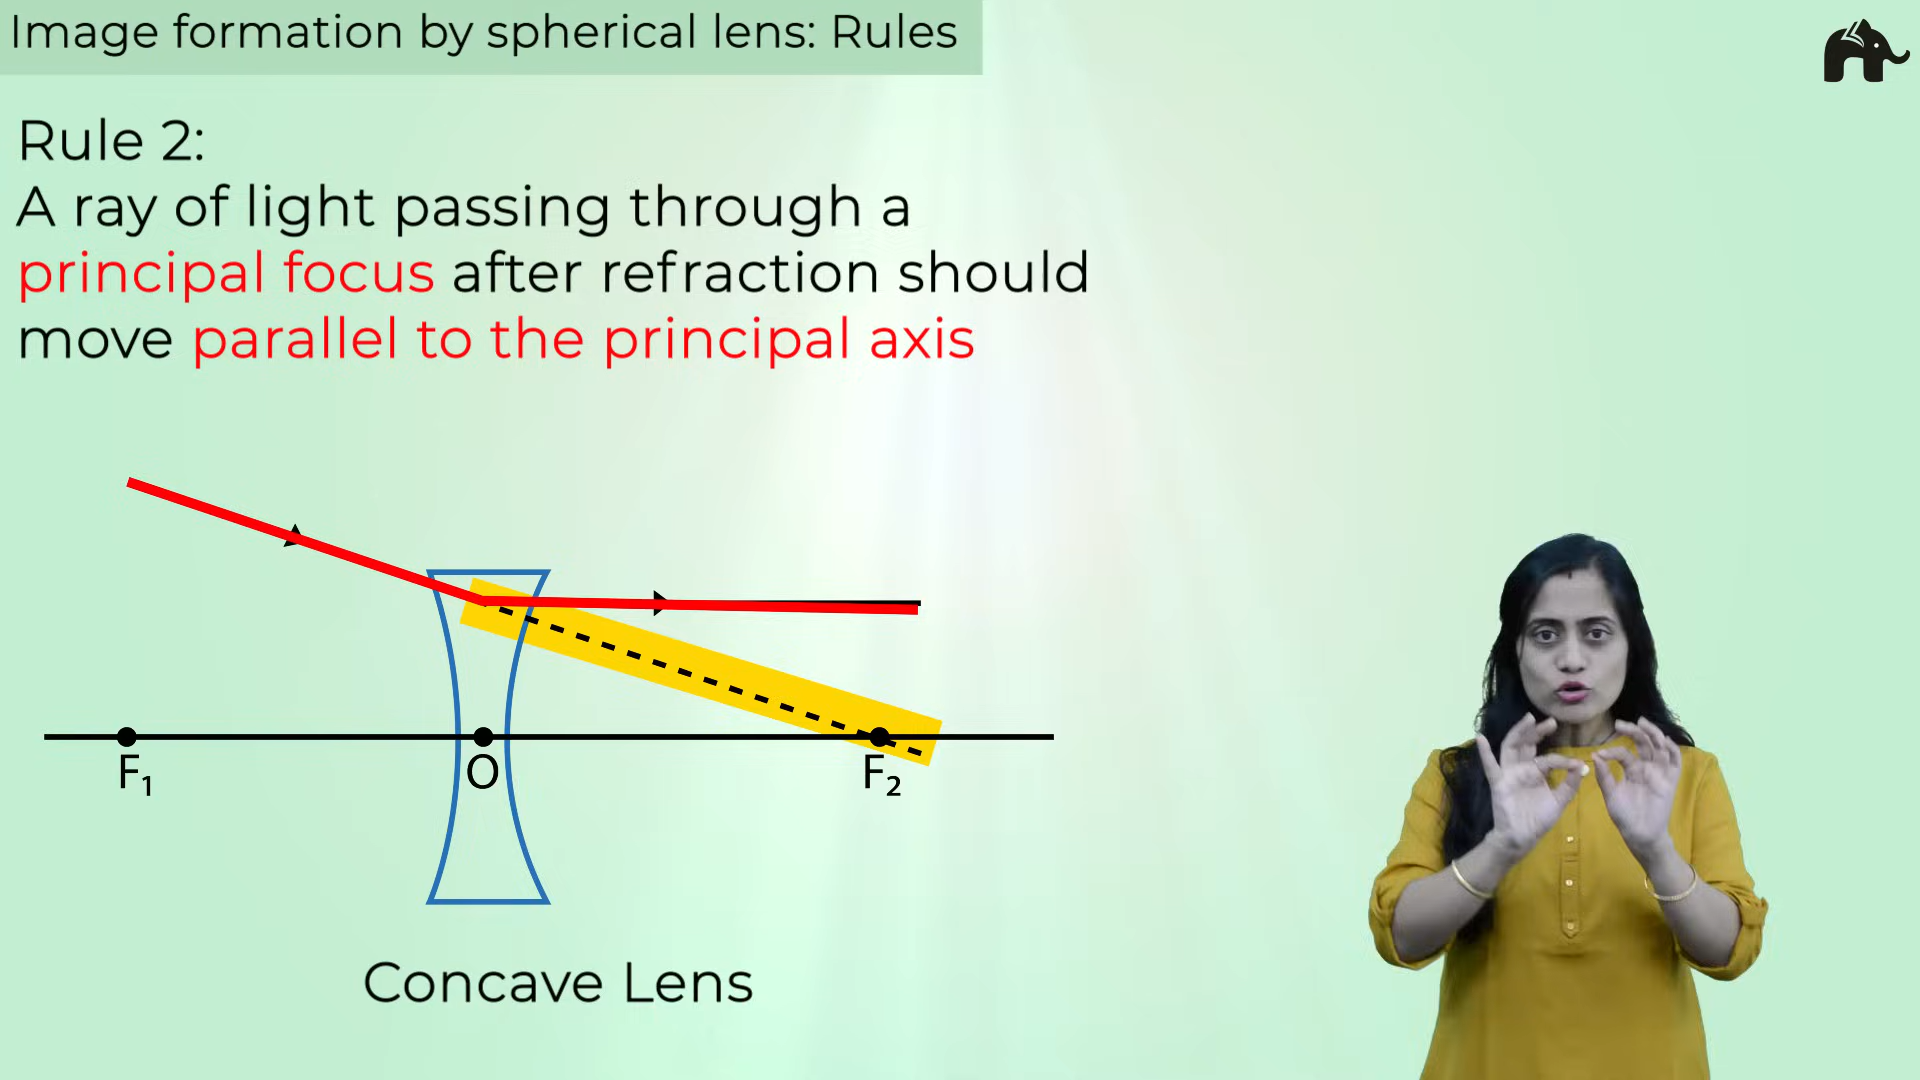 Image formation by spherical lens: Rules
Rule 2:
A ray of light passing through a
principal focus after refraction should
move parallel to the principal axis
F₁ O F₂
Concave Lens